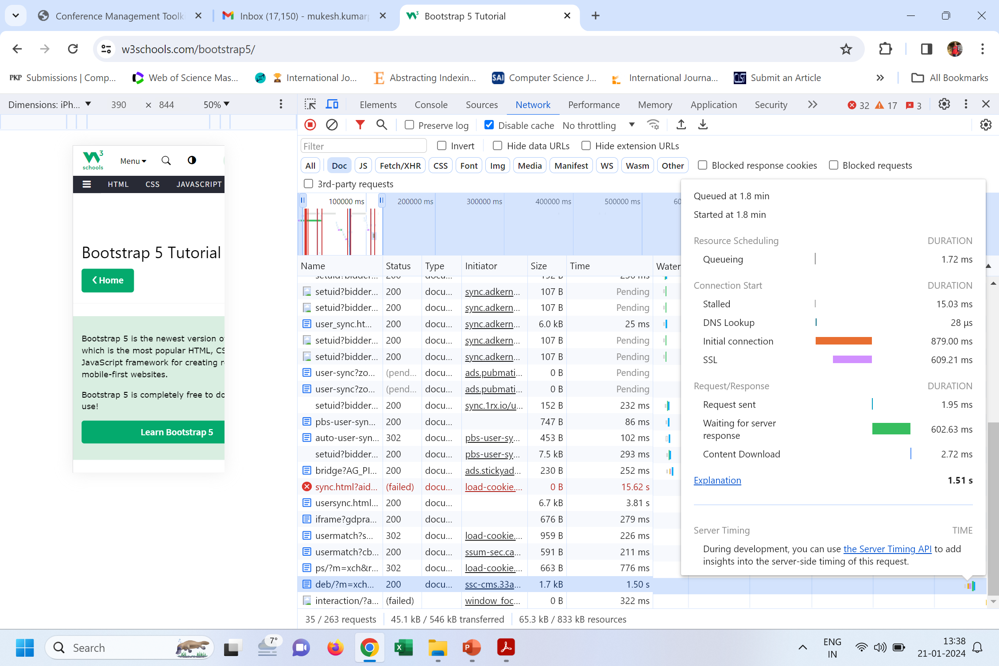 Conference Management Toolki
Inbox (17,150) - mukesh.kumarp
Bootstrap 5 Tutorial
w3schools.com/bootstrap5/
PKP Submissions | Comp...
Web of Science Mas...
International Jo...
E Abstracting Indexin...
SAI Computer Science J...
International Journa...
Submit an Article
All Bookmarks
Dimensions: iPh... 390 × 844 50%
Elements Console Sources Network Performance Memory Application Security 32 17 3
Preserve log Disable cache No throttling
Filter Invert Hide data URLs Hide extension URLs
All Doc JS Fetch/XHR CSS Font Img Media Manifest WS Wasm Other Blocked response cookies Blocked requests
3rd-party requests
100000 ms 200000 ms 300000 ms 400000 ms 500000 ms 60
W3 schools Menu
HTML CSS JAVASCRIPT
Bootstrap 5 Tutorial
❮ Home
Bootstrap 5 is the newest version o
which is the most popular HTML, CS
JavaScript framework for creating r
mobile-first websites.
Bootstrap 5 is completely free to do
use!
Learn Bootstrap 5
Name Status Type Initiator Size Time Water
setuid?bidder... 200 docu... 152 B 230 ms
setuid?bidder... 200 docu... sync.adkern... 107 B Pending
setuid?bidder... 200 docu... sync.adkern... 107 B Pending
user_sync.ht... 200 docu... sync.adkern... 6.0 kB 25 ms
setuid?bidder... 200 docu... sync.adkern... 107 B Pending
setuid?bidder... 200 docu... sync.adkern... 107 B Pending
user-sync?zo... (pend... docu... ads.pubmati... 0 B Pending
user-sync?zo... (pend... docu... ads.pubmati... 0 B Pending
setuid?bidder... 200 docu... sync.1rx.io/u... 152 B 232 ms
pbs-user-syn... 200 docu... 747 B 86 ms
auto-user-syn... 302 docu... pbs-user-sy... 453 B 102 ms
setuid?bidder... 200 docu... pbs-user-sy... 7.5 kB 293 ms
bridge?AG_PI... 200 docu... ads.stickyad... 230 B 252 ms
sync.html?aid... (failed) docu... load-cookie.... 0 B 15.62 s
usersync.html... 200 docu... 6.7 kB 3.81 s
iframe?gdpra... 200 docu... 676 B 279 ms
usermatch?s... 302 docu... load-cookie.... 959 B 226 ms
usermatch?cb... 200 docu... ssum-sec.ca... 591 B 211 ms
ps/?m=xch&r... 302 docu... load-cookie.... 663 B 776 ms
deb/?m=xch... 200 docu... ssc-cms.33a... 1.7 kB 1.50 s
interaction/?a... (failed) window_foc... 0 B 322 ms
35 / 263 requests 45.1 kB / 546 kB transferred 65.3 kB / 833 kB resources
Queued at 1.8 min
Started at 1.8 min
Resource Scheduling DURATION
Queueing 1.72 ms
Connection Start DURATION
Stalled 15.03 ms
DNS Lookup 28 μs
Initial connection 879.00 ms
SSL 609.21 ms
Request/Response DURATION
Request sent 1.95 ms
Waiting for server
response 602.63 ms
Content Download 2.72 ms
Explanation 1.51 s
Server Timing TIME
During development, you can use the Server Timing API to add
insights into the server-side timing of this request.
Search 7° ENG
IN
13:38
21-01-2024